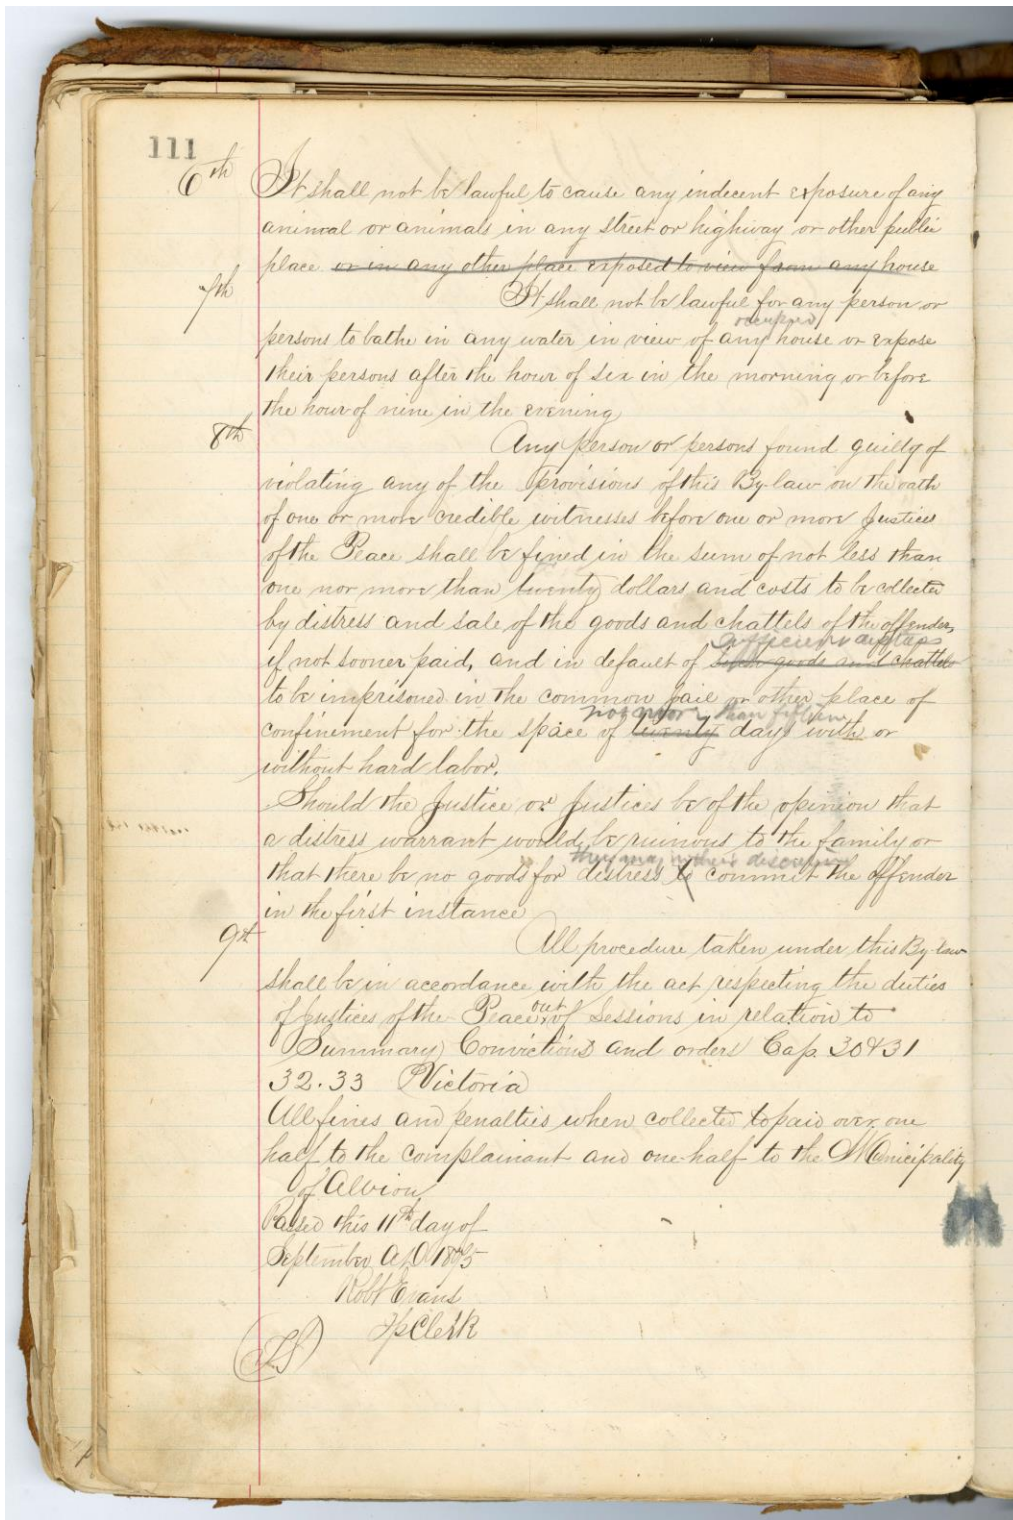 111
6th It shall not be lawful to cause any indecent exposure of any
animal or animals in any street or highway or other public
place or in any other place exposed to view from any house
7th It shall not be lawful for any person or
occupied
persons to bathe in any water in view of any house or expose
their persons after the hour of six in the morning or before
the hour of nine in the evening
8th Any person or persons found guilty of
violating any of the provisions of this By-law on the oath
of one or more credible witnesses before one or more Justices
of the Peace shall be fined in the sum of not less than
one nor more than twenty dollars and costs to be collected
by distress and sale of the goods and chattels of the offender,
sufficient distress
if not sooner paid, and in default of such goods and chattels
to be imprisoned in the common jail or other place of
not more than fifteen
confinement for the space of twenty days with or
without hard labor.
Should the Justice or Justices be of the opinion that
a distress warrant would be ruinous to the family or
they may in their discretion
that there be no goods for distress to commit the offender
in the first instance
9th All procedure taken under this By-law
shall be in accordance with the act respecting the duties
out
of Justices of the Peace of Sessions in relation to
Summary Convictions and orders Cap. 30 & 31
32.33 Victoria
All fines and penalties when collected to paid over one
half to the complainant and one-half to the Municipality
of Albion
Passed this 11th day of
September A.D. 1875
Robt Evans
Tp Clerk
(LS)